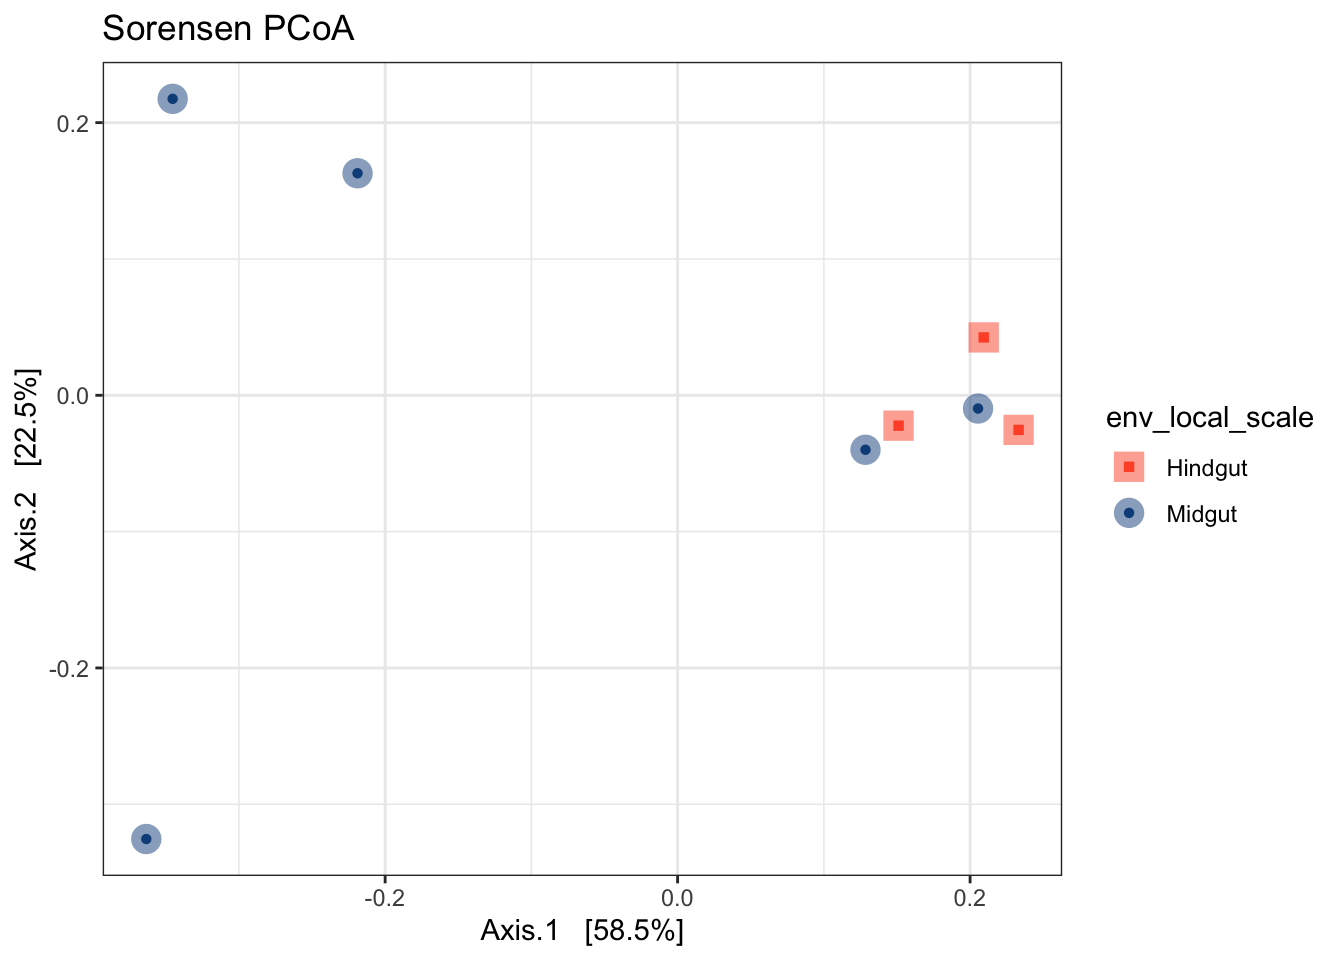 Sorensen PCoA
0.2
0.0
-0.2
Axis.2 [22.5%]
-0.2
0.0
0.2
Axis.1 [58.5%]
env_local_scale
Hindgut
Midgut